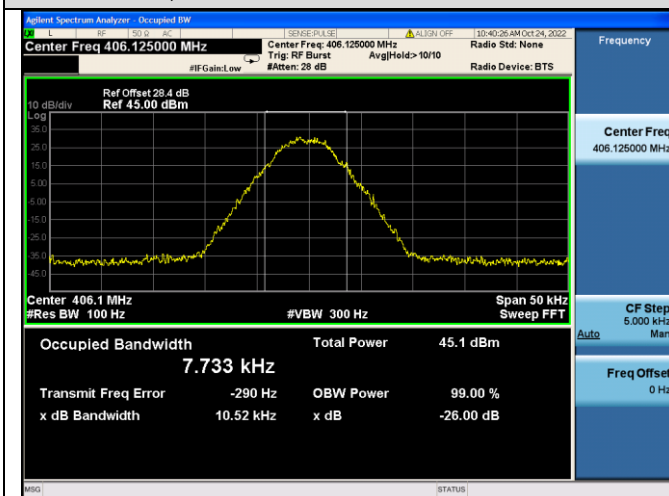 Agilent Spectrum Analyzer - Occupied BW
LXI L RF 50 Ω AC SENSE:PULSE ALIGN OFF 10:40:26 AM Oct 24, 2022
Center Freq 406.125000 MHz
Center Freq: 406.125000 MHz
Radio Std: None
Trig: RF Burst Avg|Hold:>10/10
#IFGain:Low #Atten: 28 dB Radio Device: BTS
Frequency
Ref Offset 28.4 dB
10 dB/div Ref 45.00 dBm
Log
35.0
25.0
15.0
5.00
-5.00
-15.0
-25.0
-35.0
-45.0
Center Freq
406.125000 MHz
Center 406.1 MHz Span 50 kHz
#Res BW 100 Hz #VBW 300 Hz Sweep FFT
CF Step
5.000 kHz
Auto Man
Occupied Bandwidth Total Power 45.1 dBm
7.733 kHz
Transmit Freq Error -290 Hz OBW Power 99.00 %
x dB Bandwidth 10.52 kHz x dB -26.00 dB
Freq Offset
0 Hz
MSG STATUS